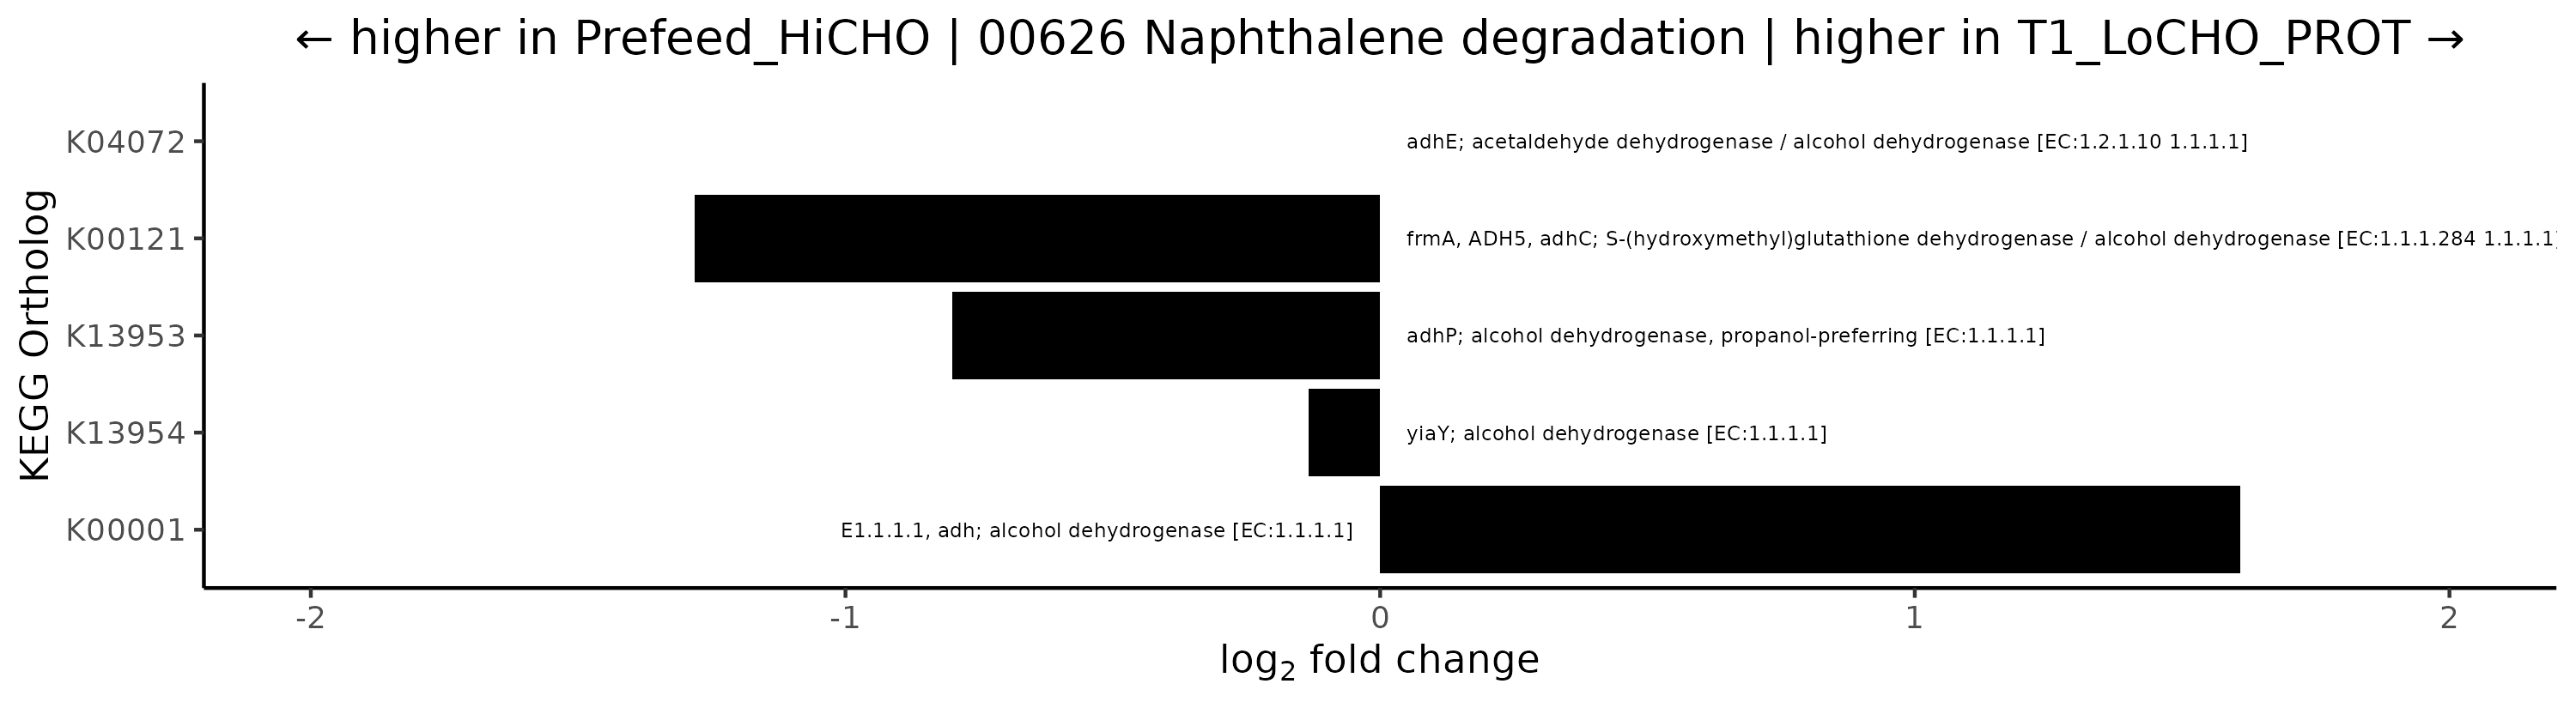 ← higher in Prefeed_HiCHO | 00626 Naphthalene degradation | higher in T1_LoCHO_PROT →
KEGG Ortholog
K04072
adhE; acetaldehyde dehydrogenase / alcohol dehydrogenase [EC:1.2.1.10 1.1.1.1]
K00121
frmA, ADH5, adhC; S-(hydroxymethyl)glutathione dehydrogenase / alcohol dehydrogenase [EC:1.1.1.284 1.1.1.1]
K13953
adhP; alcohol dehydrogenase, propanol-preferring [EC:1.1.1.1]
K13954
yiaY; alcohol dehydrogenase [EC:1.1.1.1]
K00001
E1.1.1.1, adh; alcohol dehydrogenase [EC:1.1.1.1]
-2 -1 0 1 2
log₂ fold change